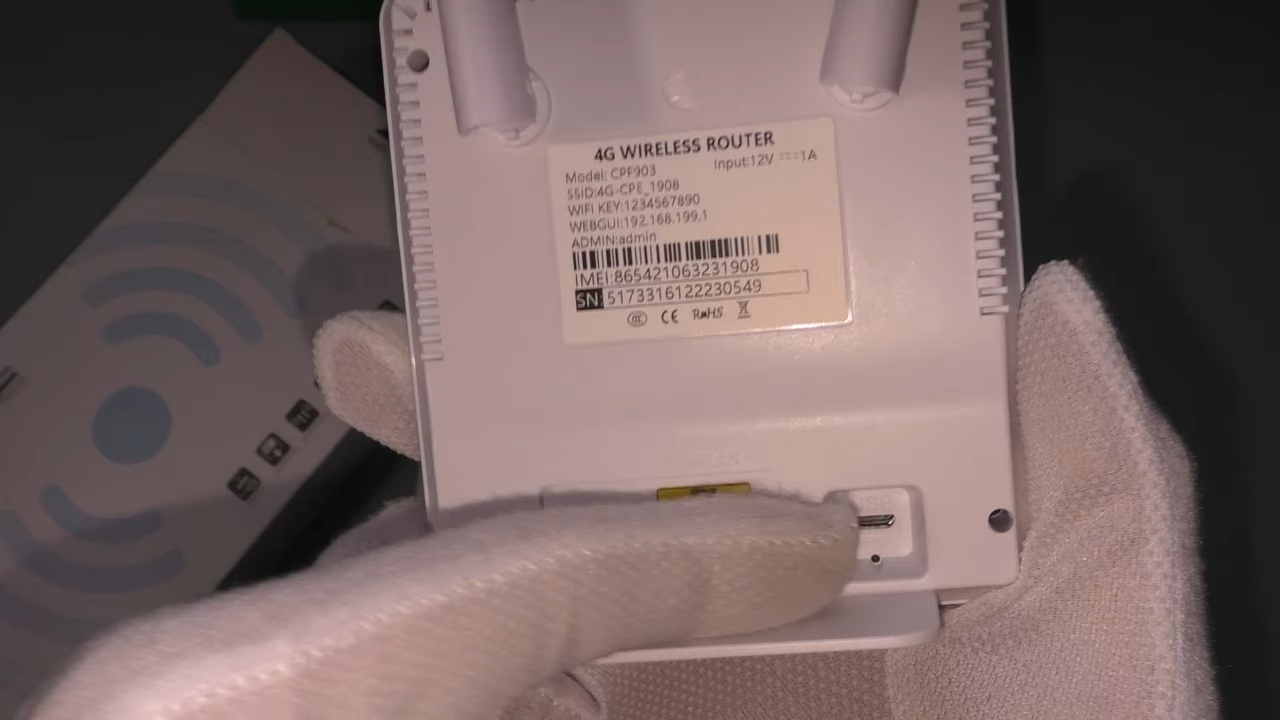 4G WIRELESS ROUTER
Model: CPF903 Input:12V ⎓1A
SSID:4G-CPE_1908
WIFI KEY:1234567890
WEBGUI:192.168.199.1
ADMIN:admin
IMEI:865421063231908
SN: 5173316122230549
CE RoHS